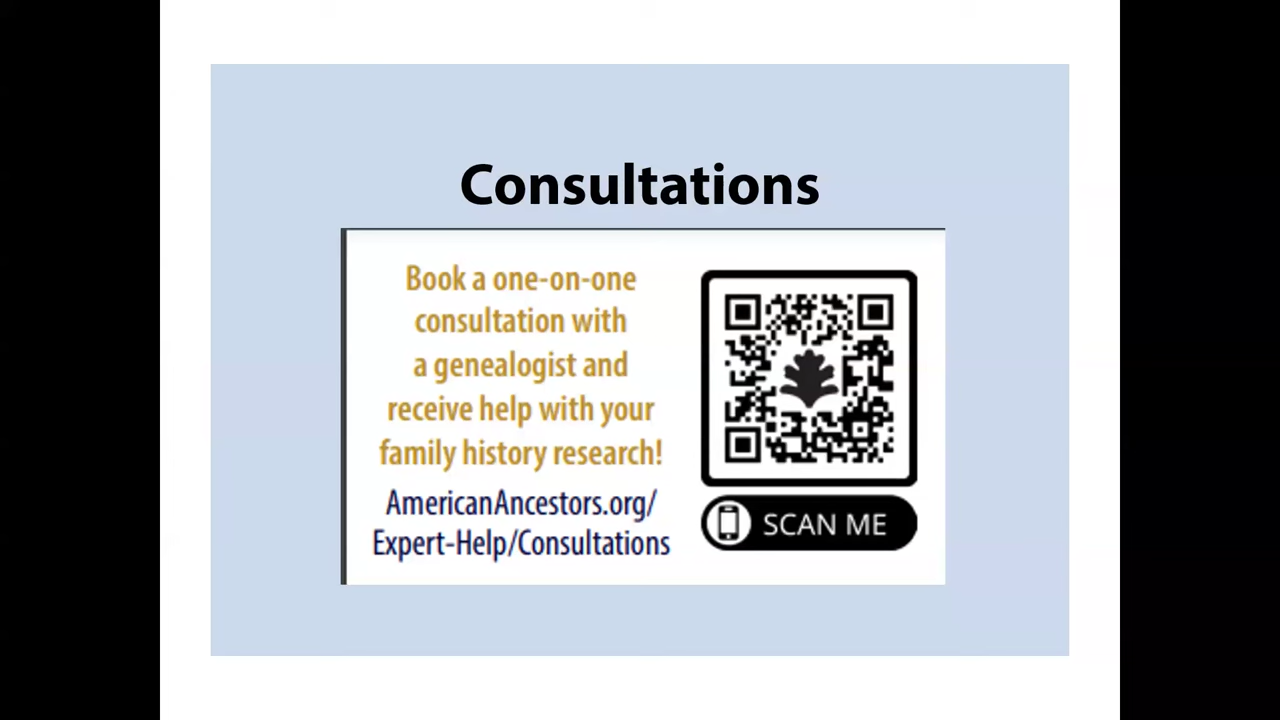 Consultations
Book a one-on-one
consultation with
a genealogist and
receive help with your
family history research!
AmericanAncestors.org/
Expert-Help/Consultations
SCAN ME